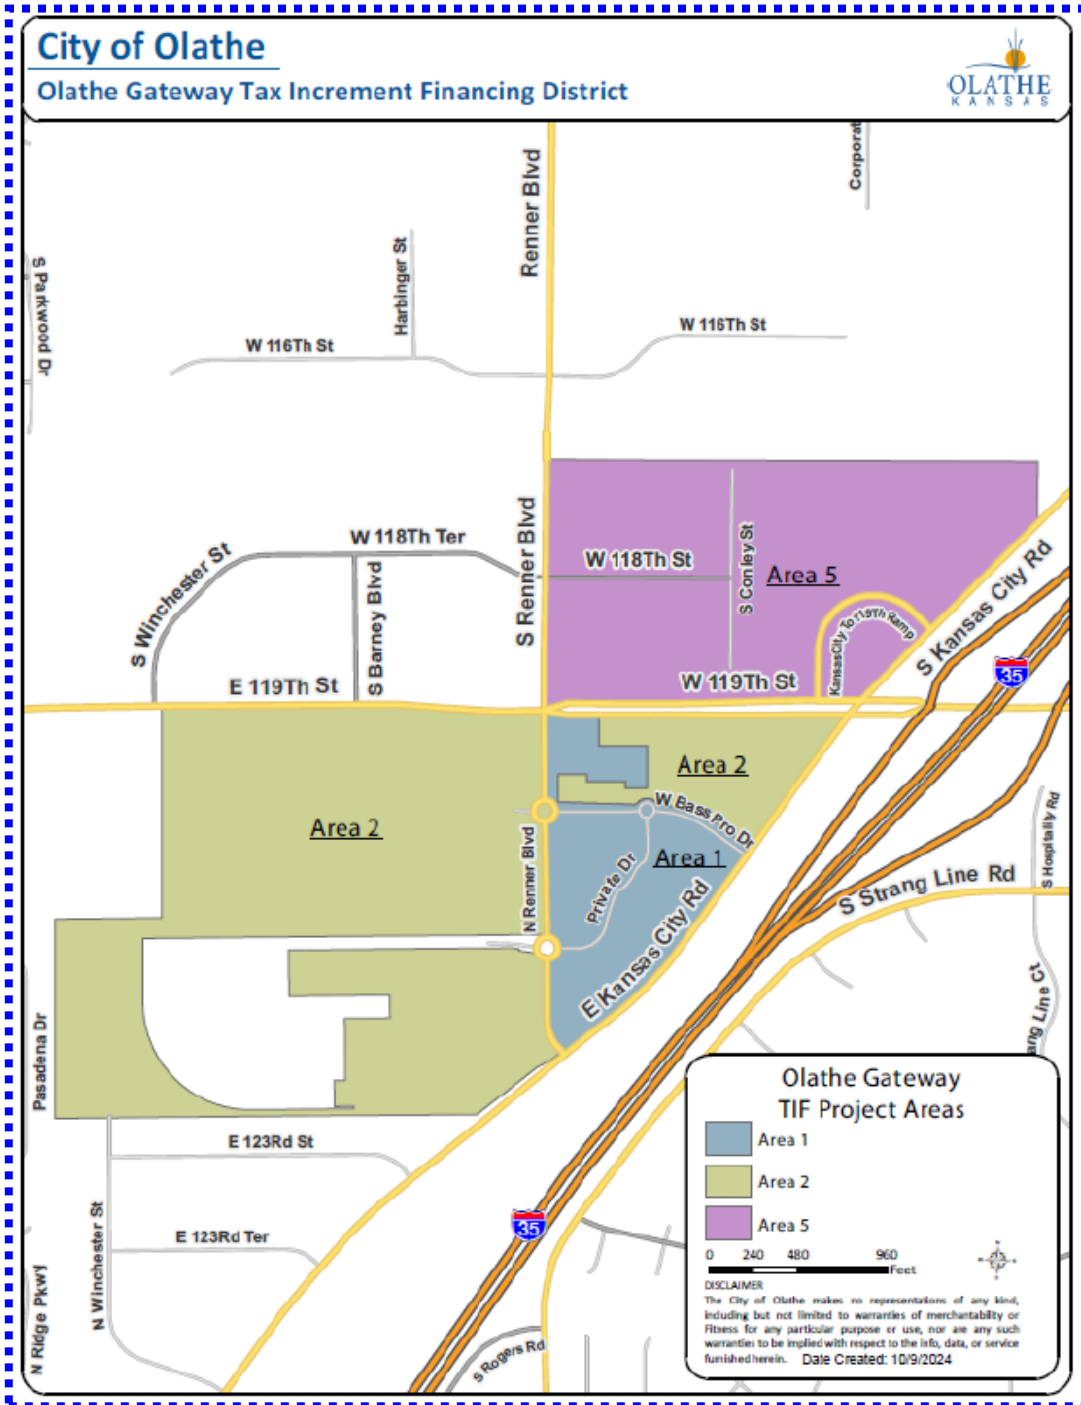 City of Olathe
Olathe Gateway Tax Increment Financing District
OLATHE
KANSAS
Renner Blvd
Corporat
Harbinger St
S Parkwood Dr
W 116Th St
W 116Th St
S Renner Blvd
W 118Th Ter
W 118Th St
S Conley St
Area 5
S Winchester St
S Barney Blvd
S Kansas City Rd
KansasCity To 119Th Ramp
E 119Th St
W 119Th St
35
Area 2
Area 2
W Bass Pro Dr
Area 1
N Renner Blvd
Private Dr
E Kansas City Rd
S Strang Line Rd
S Hospitality Rd
ang Line Ct
Pasadena Dr
E 123Rd St
E 123Rd Ter
N Winchester St
N Ridge Pkwy
35
S Rogers Rd
Olathe Gateway
TIF Project Areas
Area 1
Area 2
Area 5
0 240 480 960
Feet
DISCLAIMER
The City of Olathe makes no representations of any kind,
including but not limited to warranties of merchantability or
Fitness for any particular purpose or use, nor are any such
warranties to be implied with respect to the info, data, or service
furnished herein. Date Created: 10/9/2024